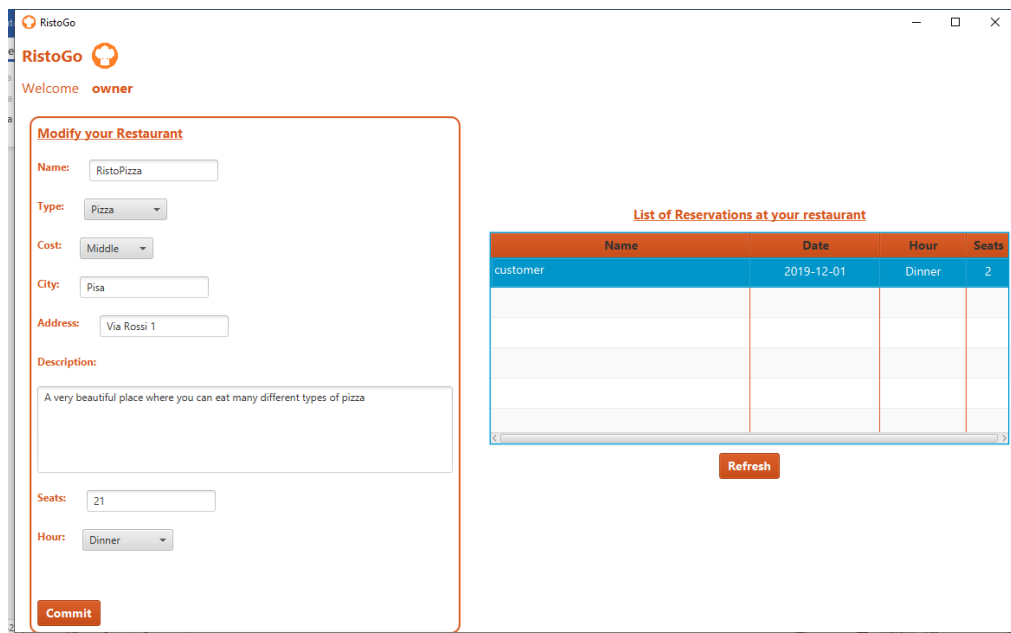 RistoGo
RistoGo
Welcome owner
Modify your Restaurant
Name: RistoPizza
Type: Pizza
Cost: Middle
City: Pisa
Address: Via Rossi 1
Description:
A very beautiful place where you can eat many different types of pizza
Seats: 21
Hour: Dinner
Commit
List of Reservations at your restaurant
Name Date Hour Seats
customer 2019-12-01 Dinner 2
Refresh